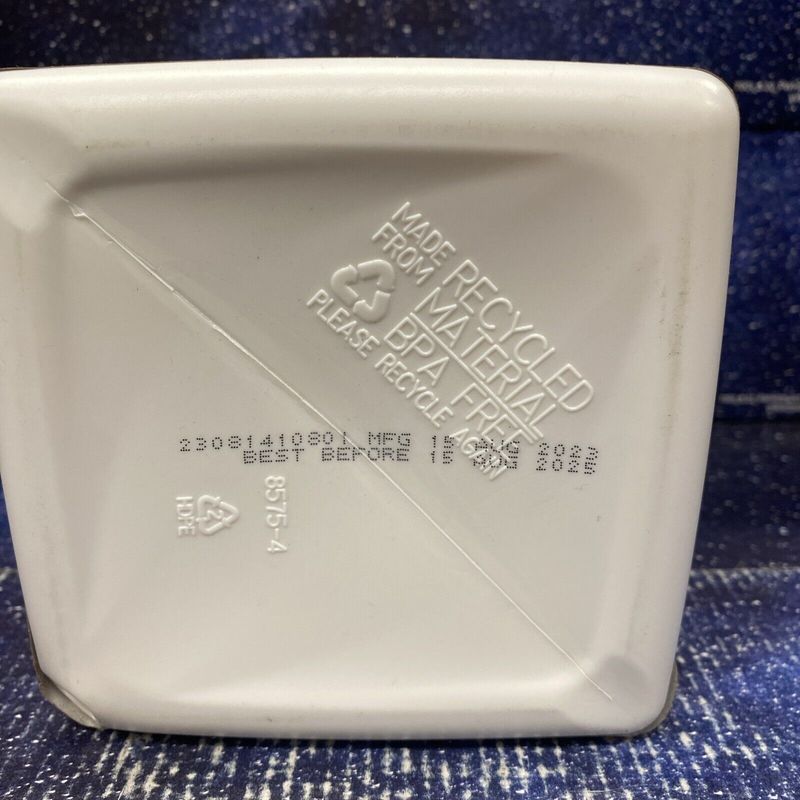 MADE FROM RECYCLED
MATERIAL
BPA FREE
PLEASE RECYCLE AGAIN
23081410801 MFG 15 AUG 2023
BEST BEFORE 15 AUG 2025
8575-4
2
HDPE